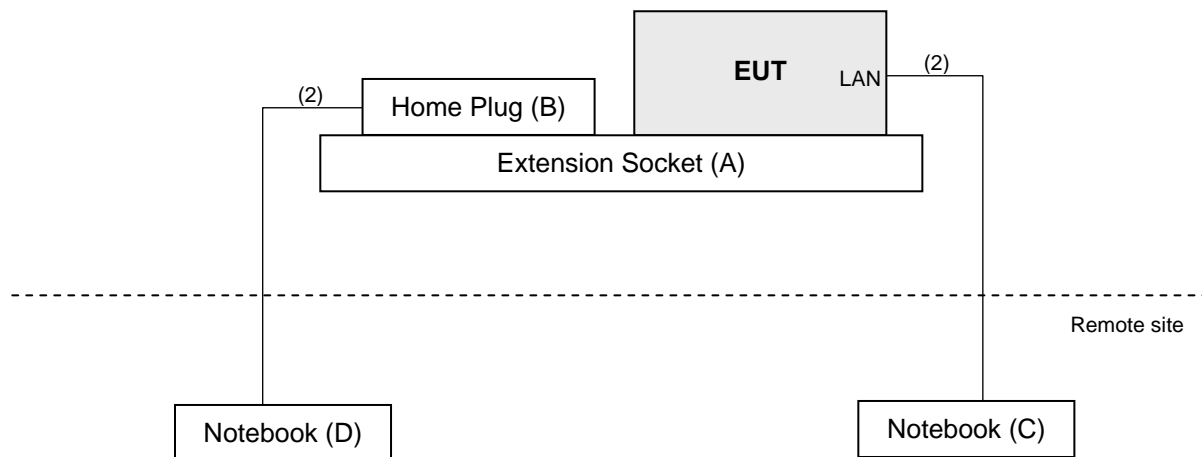 EUT
LAN
(2)
(2)
Home Plug (B)
Extension Socket (A)
Remote site
Notebook (D)
Notebook (C)